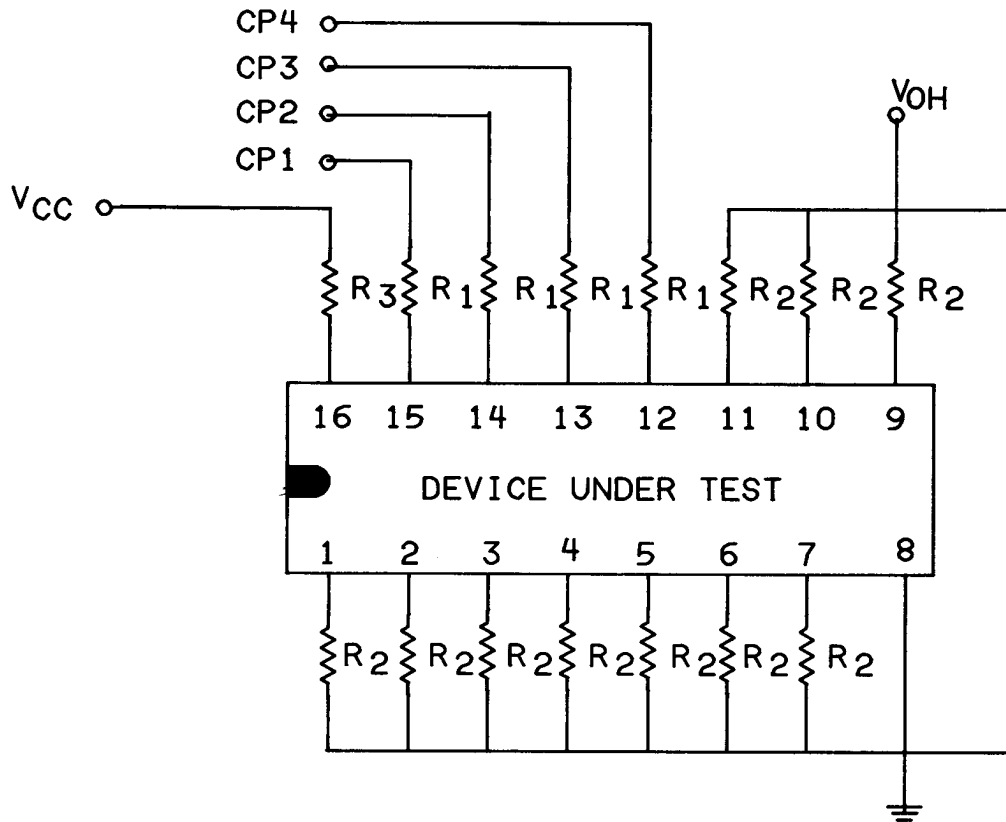 CP4
CP3
CP2
CP1
VCC
VOH
R3 R1 R1 R1 R1 R2 R2 R2
16 15 14 13 12 11 10 9
DEVICE UNDER TEST
1 2 3 4 5 6 7 8
R2 R2 R2 R2 R2 R2 R2